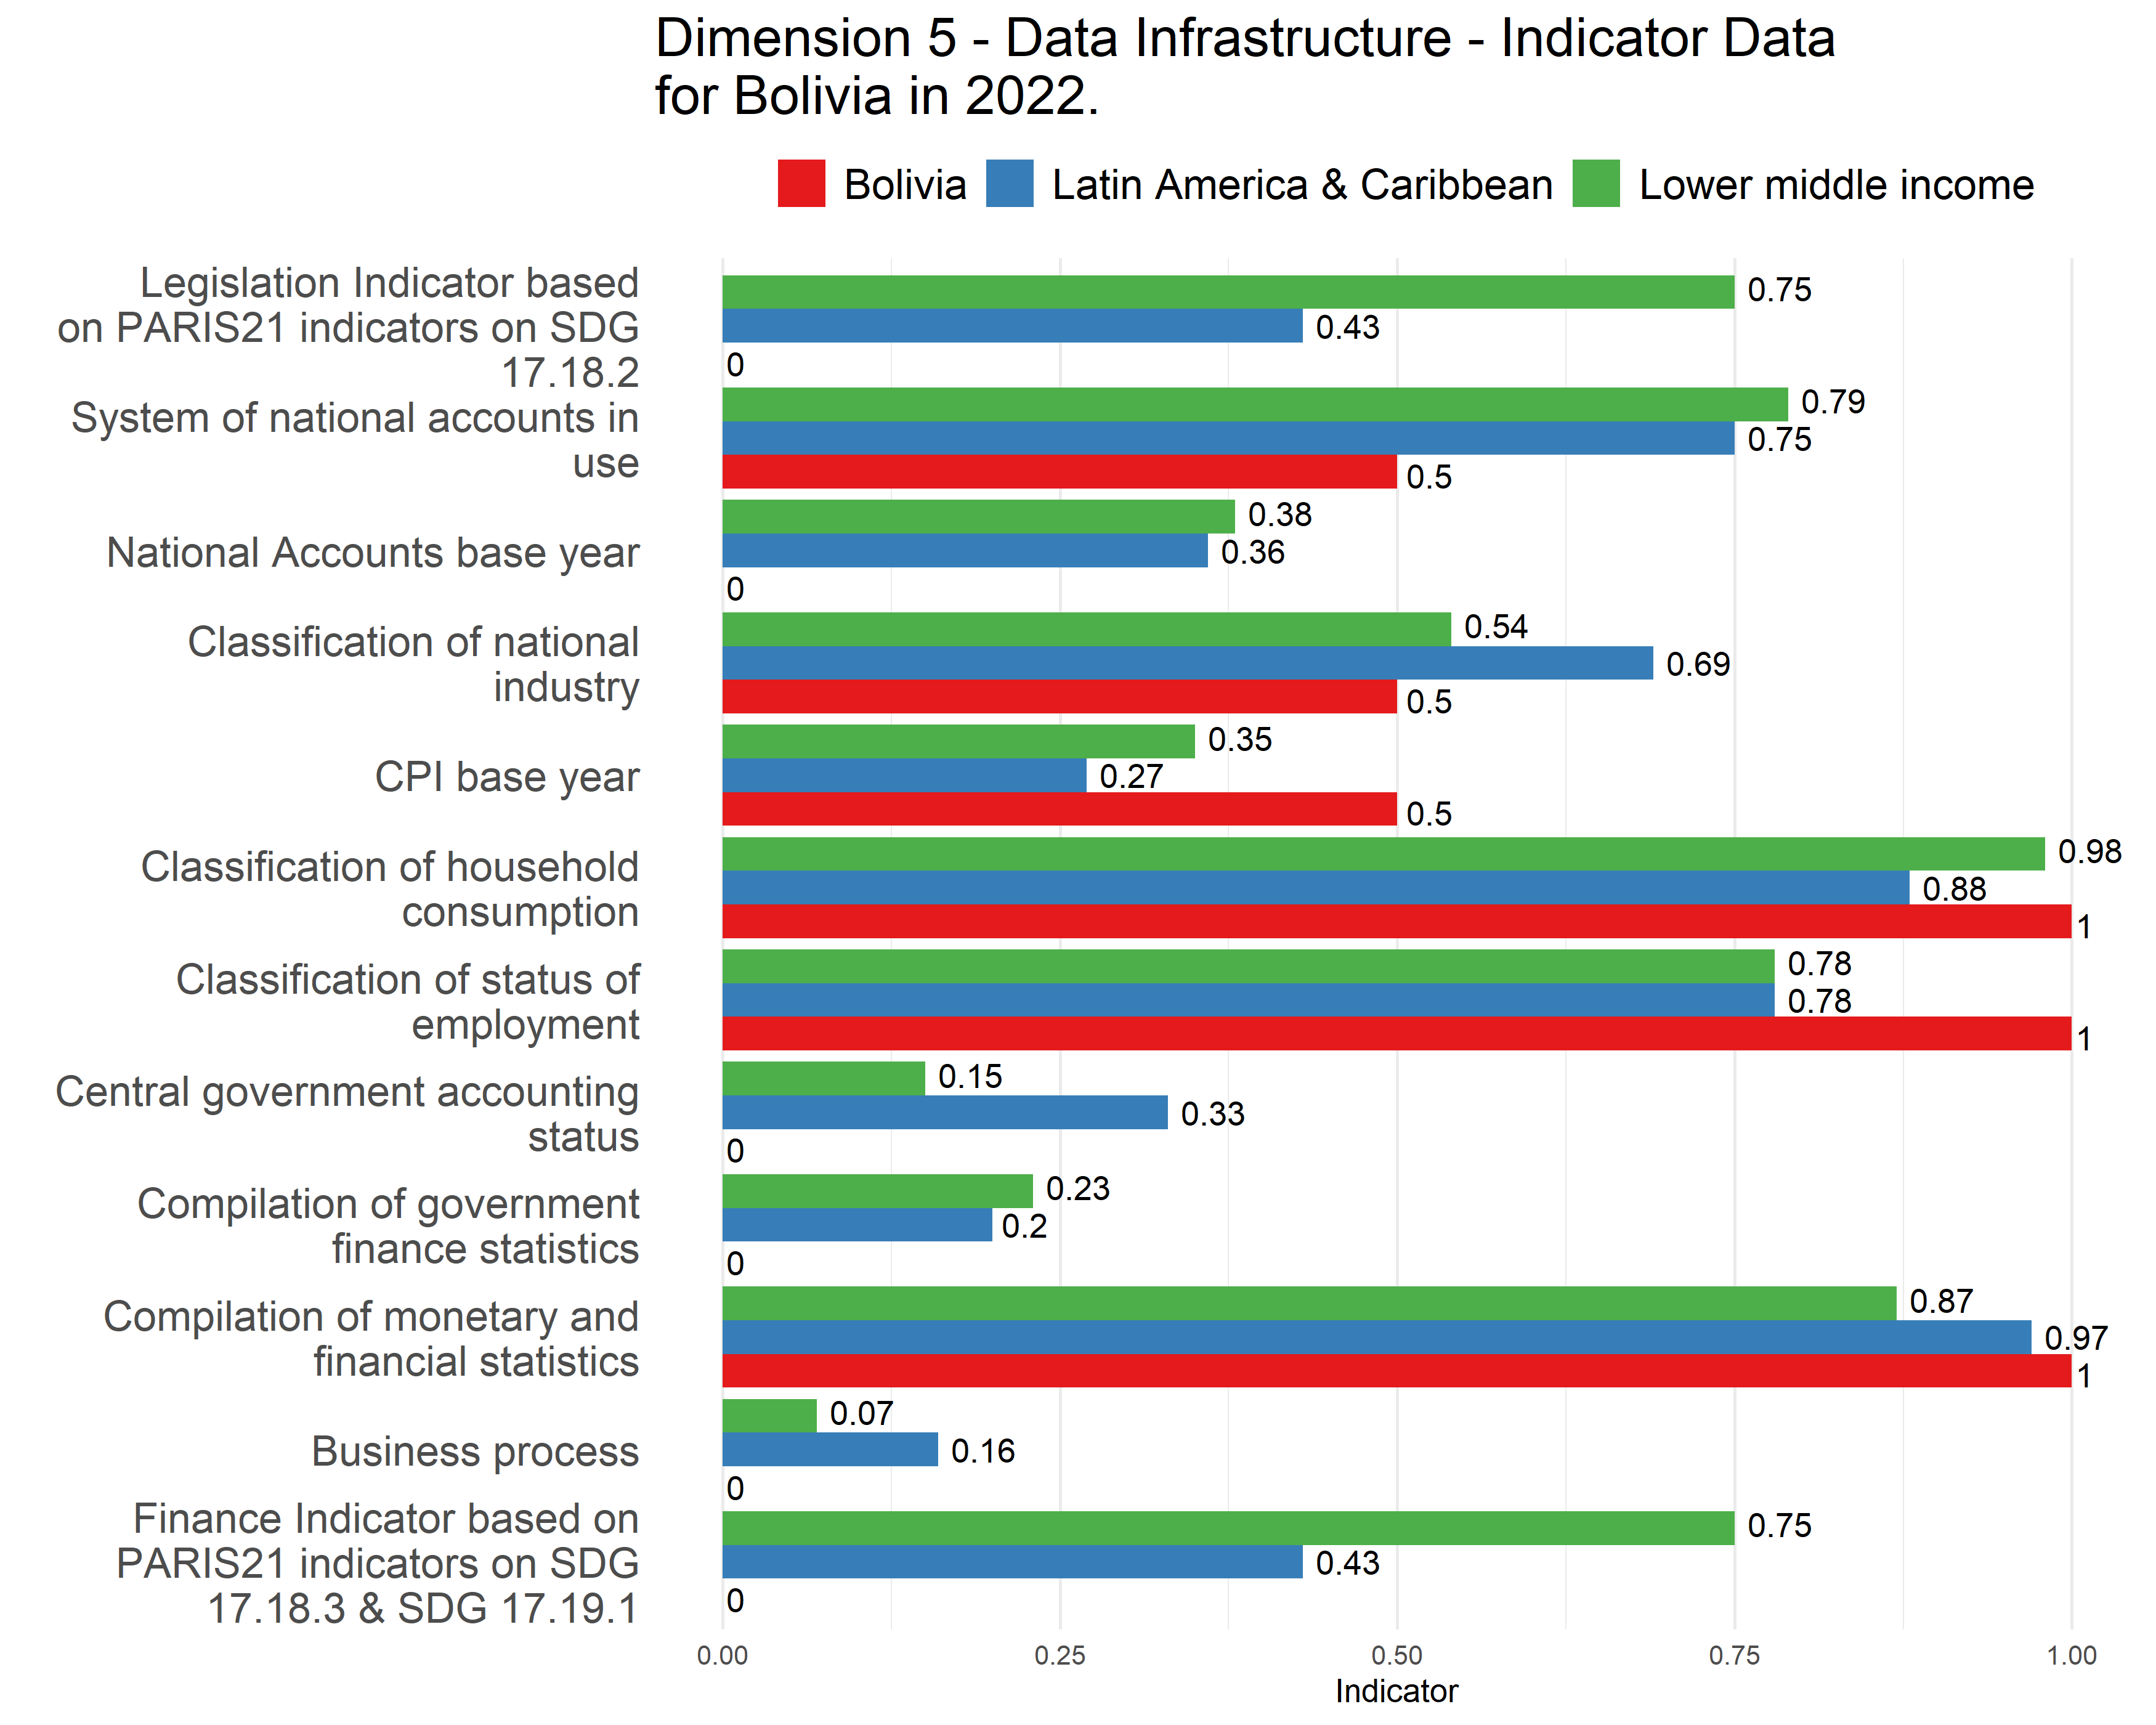 Dimension 5 - Data Infrastructure - Indicator Data
for Bolivia in 2022.
Bolivia
Latin America & Caribbean
Lower middle income
Legislation Indicator based
on PARIS21 indicators on SDG
17.18.2
0.75
0.43
0
System of national accounts in
use
0.79
0.75
0.5
National Accounts base year
0.38
0.36
0
Classification of national
industry
0.54
0.69
0.5
CPI base year
0.35
0.27
0.5
Classification of household
consumption
0.98
0.88
1
Classification of status of
employment
0.78
0.78
1
Central government accounting
status
0.15
0.33
0
Compilation of government
finance statistics
0.23
0.2
0
Compilation of monetary and
financial statistics
0.87
0.97
1
Business process
0.07
0.16
0
Finance Indicator based on
PARIS21 indicators on SDG
17.18.3 & SDG 17.19.1
0.75
0.43
0
0.00
0.25
0.50
0.75
1.00
Indicator